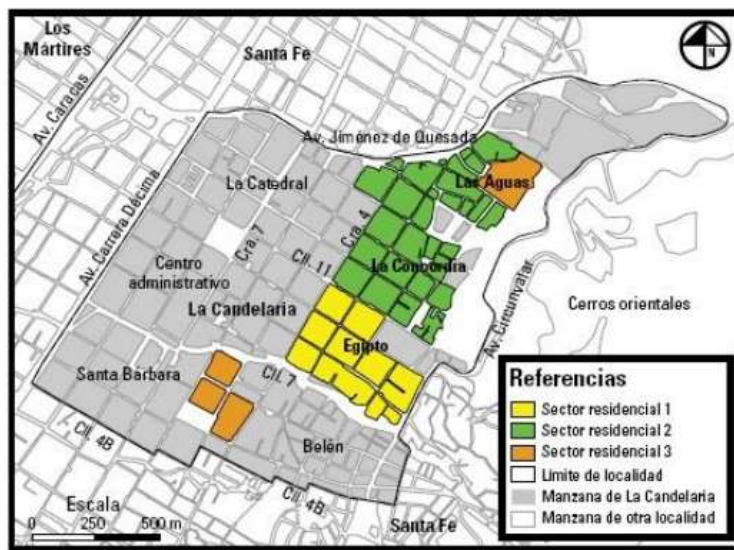 Los
Mártires
Santa Fe
Av. Caracas
Av. Jiménez de Quesada
Av. Carrera Décima
La Catedral
Las Aguas
Cra. 4
Cra. 7
Cll. 11
La Concordia
Centro
administrativo
La Candelaria
Av. Circunvalar
Cerros orientales
Egipto
Santa Bárbara
Cll. 7
Cll. 4B
Belén
Cll. 4B
Santa Fe
Escala
0 250 500 m
N
Referencias
Sector residencial 1
Sector residencial 2
Sector residencial 3
Límite de localidad
Manzana de La Candelaria
Manzana de otra localidad